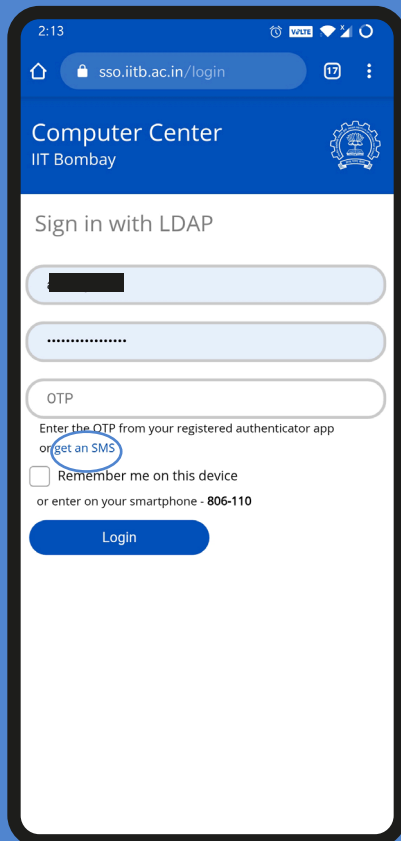 2:13
VoLTE
sso.iitb.ac.in/login
17
Computer Center
IIT Bombay
Sign in with LDAP
•••••••••••••••••
OTP
Enter the OTP from your registered authenticator app
or get an SMS
Remember me on this device
or enter on your smartphone - 806-110
Login